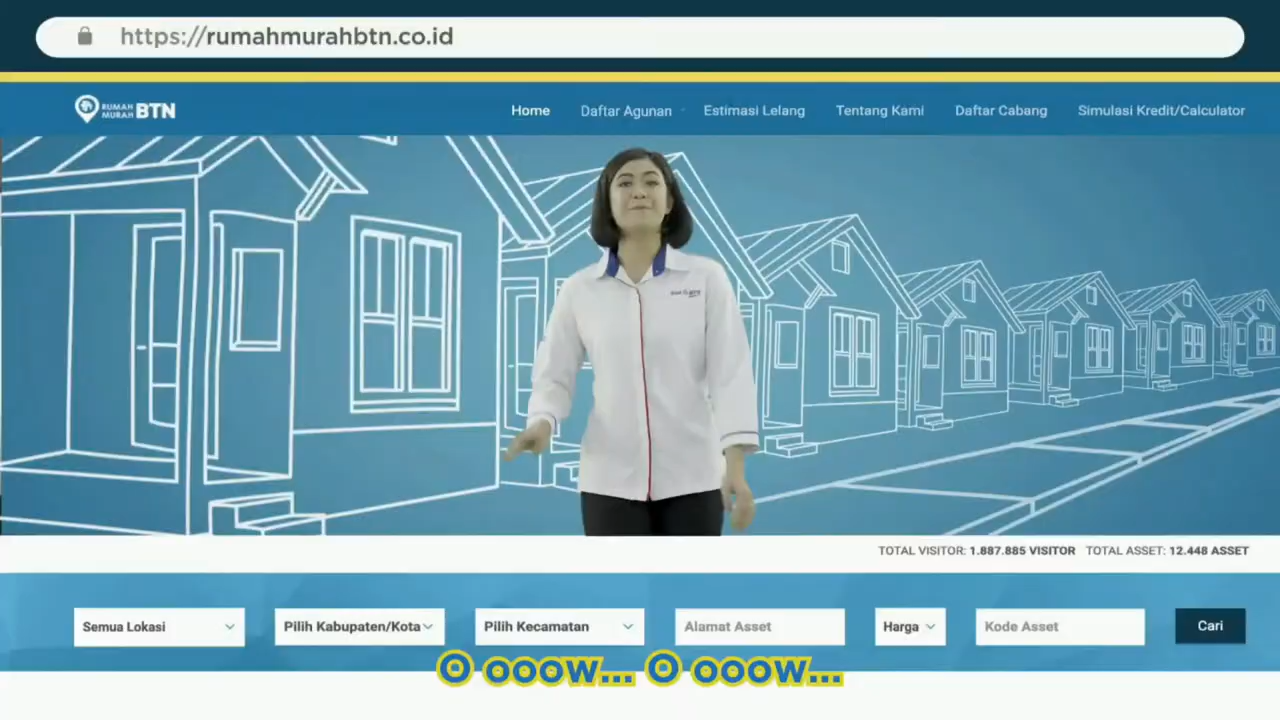 https://rumahmurahbtn.co.id
RUMAH MURAH BTN
Home Daftar Agunan Estimasi Lelang Tentang Kami Daftar Cabang Simulasi Kredit/Calculator
TOTAL VISITOR: 1.887.885 VISITOR TOTAL ASSET: 12.448 ASSET
Semua Lokasi Pilih Kabupaten/Kota Pilih Kecamatan Alamat Asset Harga Kode Asset Cari
O ooow... O ooow...